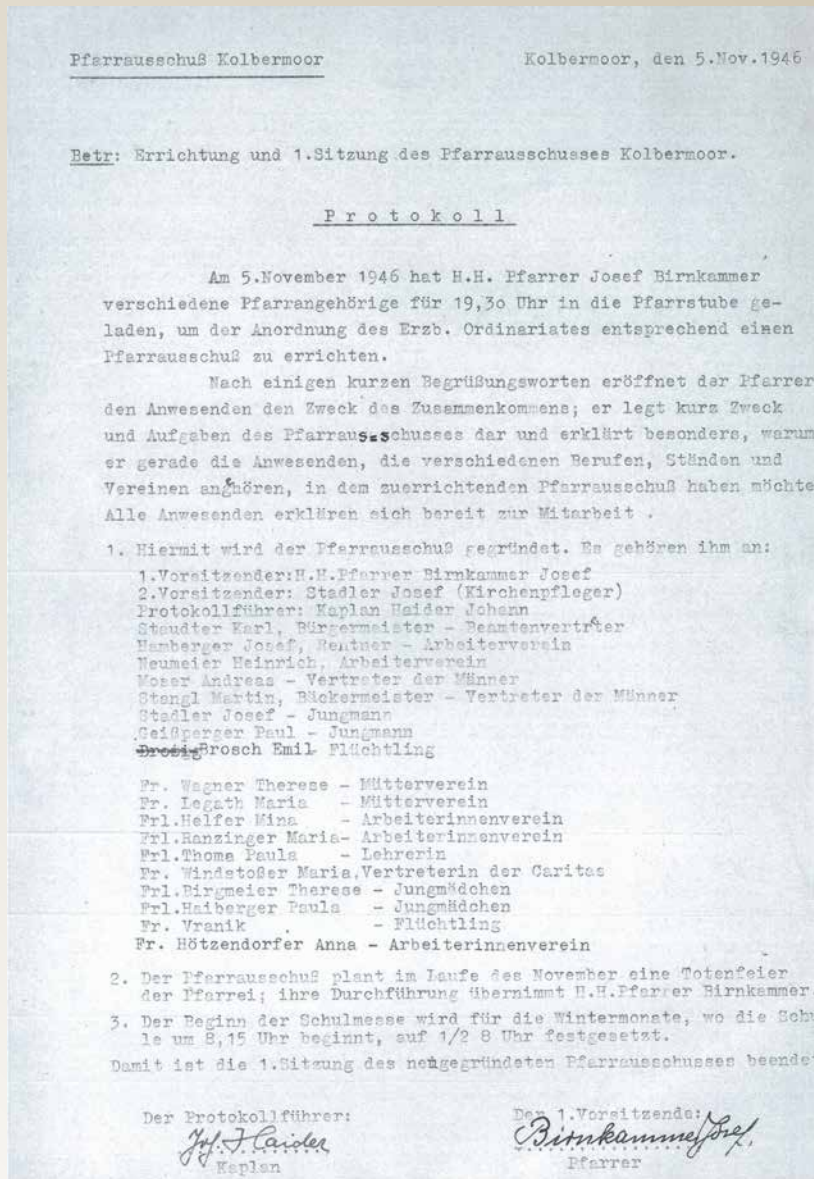 Pfarrausschuß Kolbermoor Kolbermoor, den 5.Nov.1946
Betr: Errichtung und 1.Sitzung des Pfarrausschusses Kolbermoor.
Protokoll
Am 5.November 1946 hat H.H. Pfarrer Josef Birnkammer
verschiedene Pfarrangehörige für 19,30 Uhr in die Pfarrstube ge-
laden, um der Anordnung des Erzb. Ordinariates entsprechend einen
Pfarrausschuß zu errichten.
Nach einigen kurzen Begrüßungsworten eröffnet der Pfarrer
den Anwesenden den Zweck des Zusammenkommens; er legt kurz Zweck
und Aufgaben des Pfarrausschusses dar und erklärt besonders, warum
er gerade die Anwesenden, die verschiedenen Berufen, Ständen und
Vereinen angehören, in dem zuerrichtenden Pfarrausschuß haben möchte
Alle Anwesenden erklären sich bereit zur Mitarbeit .
1. Hiermit wird der Pfarrausschuß gegründet. Es gehören ihm an:
1.Vorsitzender:H.H.Pfarrer Birnkammer Josef
2.Vorsitzender: Stadler Josef (Kirchenpfleger)
Protokollführer: Kaplan Haider Johann
Staudter Karl, Bürgermeister - Beamtenvertreter
Hamberger Josef, Rentner - Arbeiterverein
Neumeier Heinrich, Arbeiterverein
Moser Andreas - Vertreter der Männer
Stengl Martin, Bäckermeister - Vertreter der Männer
Stadler Josef - Jungmann
Geißperger Paul - Jungmann
Brosch Emil- Flüchtling
Fr. Wagner Therese - Mütterverein
Fr. Legath Maria - Mütterverein
Frl.Helfer Mina - Arbeiterinnenverein
Frl.Ranzinger Maria- Arbeiterinnenverein
Frl.Thoma Paula - Lehrerin
Fr. Windstoßer Maria,Vertreterin der Caritas
Frl.Birgmeier Therese - Jungmädchen
Frl.Haiberger Paula - Jungmädchen
Fr. Vranik - Flüchtling
Fr. Hötzendorfer Anna - Arbeiterinnenverein
2. Der Pfarrausschuß plant im Laufe des November eine Totenfeier
der Pfarrei; ihre Durchführung übernimmt H.H.Pfarrer Birnkammer.
3. Der Beginn der Schulmesse wird für die Wintermonate, wo die Schu
le um 8,15 Uhr beginnt, auf 1/2 8 Uhr festgesetzt.
Damit ist die 1.Sitzung des neugegründeten Pfarrausschusses beendet
Der Protokollführer: Der 1.Vorsitzende:
Joh. Haider Birnkammer Josef.
Kaplan Pfarrer